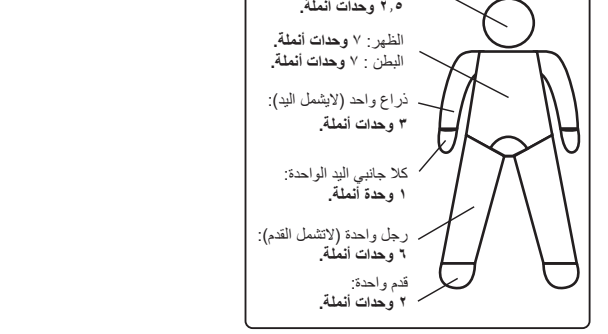 ٢,٥ وحدات أنملة.
الظهر: ٧ وحدات أنملة.
البطن : ٧ وحدات أنملة.
ذراع واحد (لايشمل اليد):
٣ وحدات أنملة.
كلا جانبي اليد الواحدة:
١ وحدة أنملة.
رجل واحدة (لاتشمل القدم):
٦ وحدات أنملة.
قدم واحدة:
٢ وحدات أنملة.